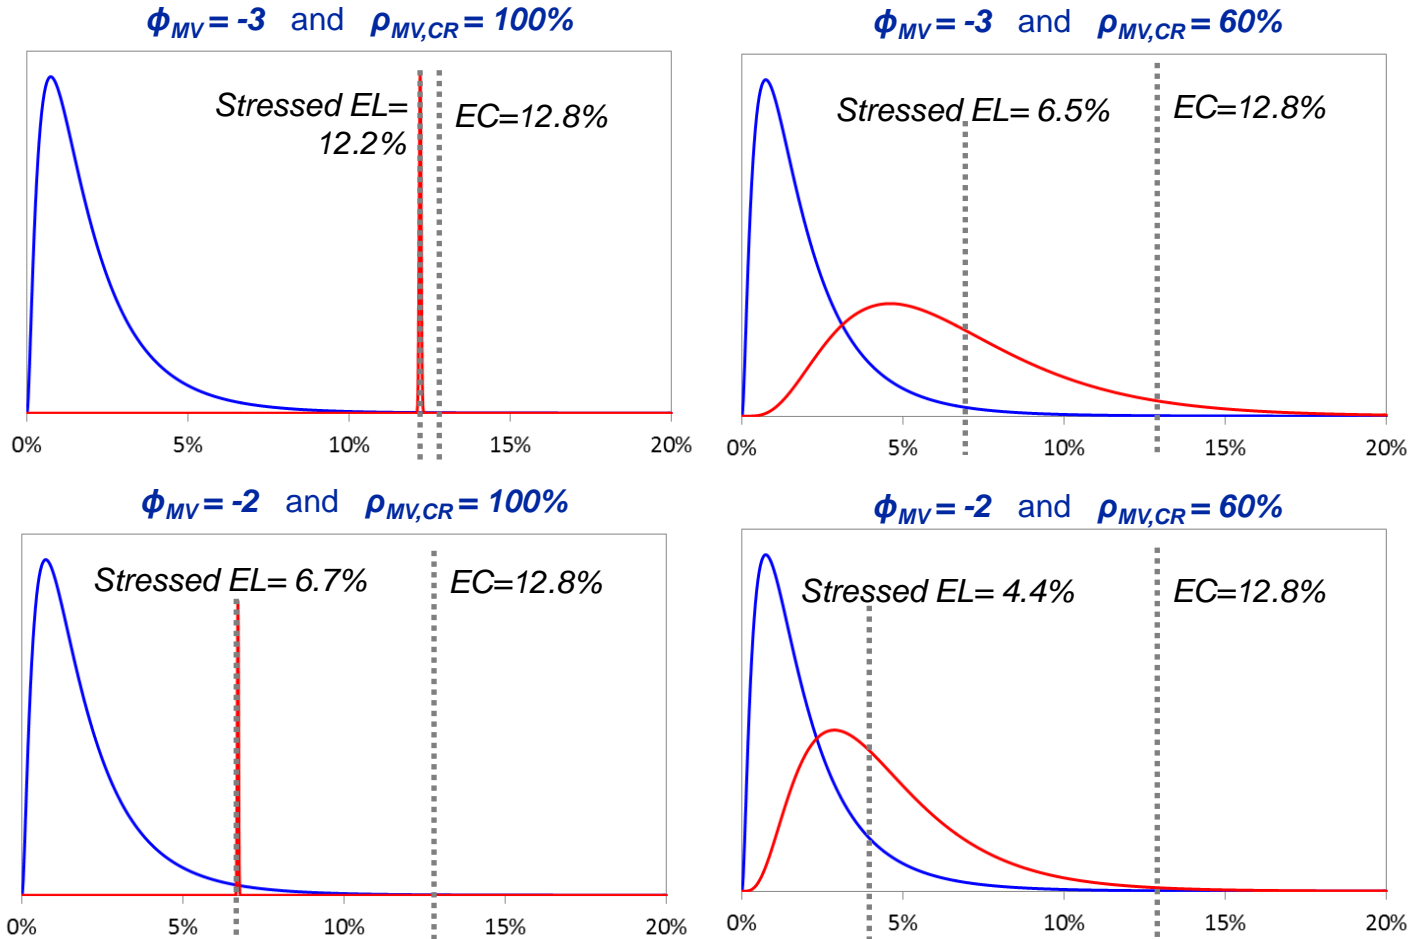 ϕMV = -3 and ρMV,CR = 100%
Stressed EL=
12.2%
EC=12.8%
0% 5% 10% 15% 20%
ϕMV = -3 and ρMV,CR = 60%
Stressed EL= 6.5%
EC=12.8%
0% 5% 10% 15% 20%
ϕMV = -2 and ρMV,CR = 100%
Stressed EL= 6.7%
EC=12.8%
0% 5% 10% 15% 20%
ϕMV = -2 and ρMV,CR = 60%
Stressed EL= 4.4%
EC=12.8%
0% 5% 10% 15% 20%